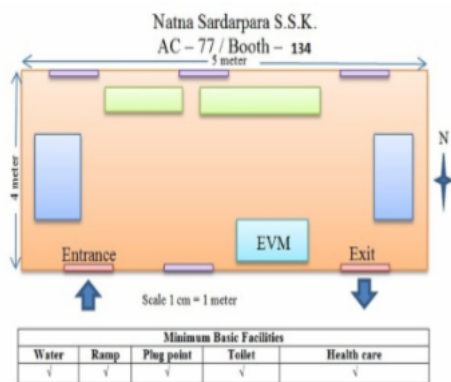 Natna Sardarpara S.S.K.
AC – 77 / Booth – 134
5 meter
4 meter
N
EVM
Entrance
Exit
Scale 1 cm = 1 meter
Minimum Basic Facilities
Water Ramp Plug point Toilet Health care
√ √ √ √ √